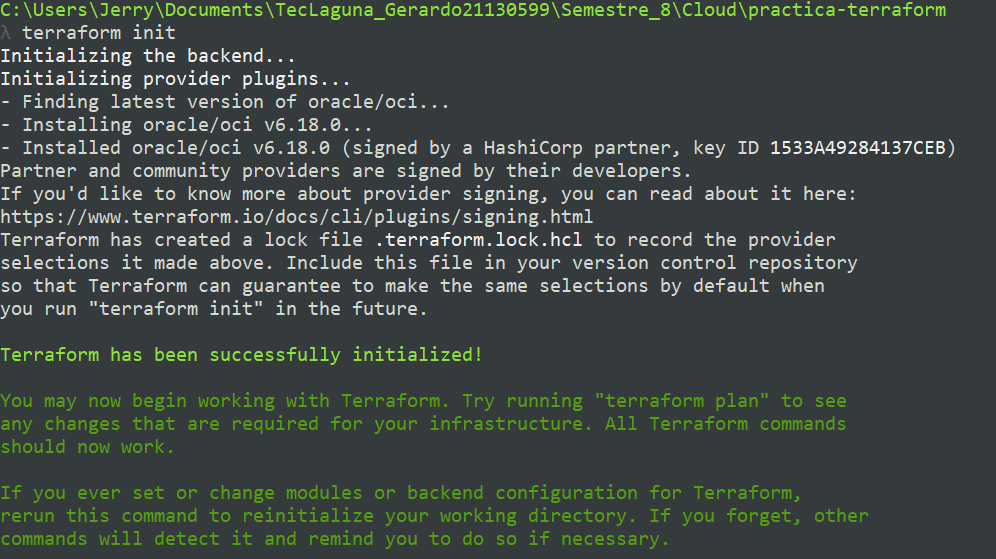 C:\Users\Jerry\Documents\TecLaguna_Gerardo21130599\Semestre_8\Cloud\practica-terraform
λ terraform init
Initializing the backend...
Initializing provider plugins...
- Finding latest version of oracle/oci...
- Installing oracle/oci v6.18.0...
- Installed oracle/oci v6.18.0 (signed by a HashiCorp partner, key ID 1533A49284137CEB)
Partner and community providers are signed by their developers.
If you'd like to know more about provider signing, you can read about it here:
https://www.terraform.io/docs/cli/plugins/signing.html
Terraform has created a lock file .terraform.lock.hcl to record the provider
selections it made above. Include this file in your version control repository
so that Terraform can guarantee to make the same selections by default when
you run "terraform init" in the future.
Terraform has been successfully initialized!
You may now begin working with Terraform. Try running "terraform plan" to see
any changes that are required for your infrastructure. All Terraform commands
should now work.
If you ever set or change modules or backend configuration for Terraform,
rerun this command to reinitialize your working directory. If you forget, other
commands will detect it and remind you to do so if necessary.